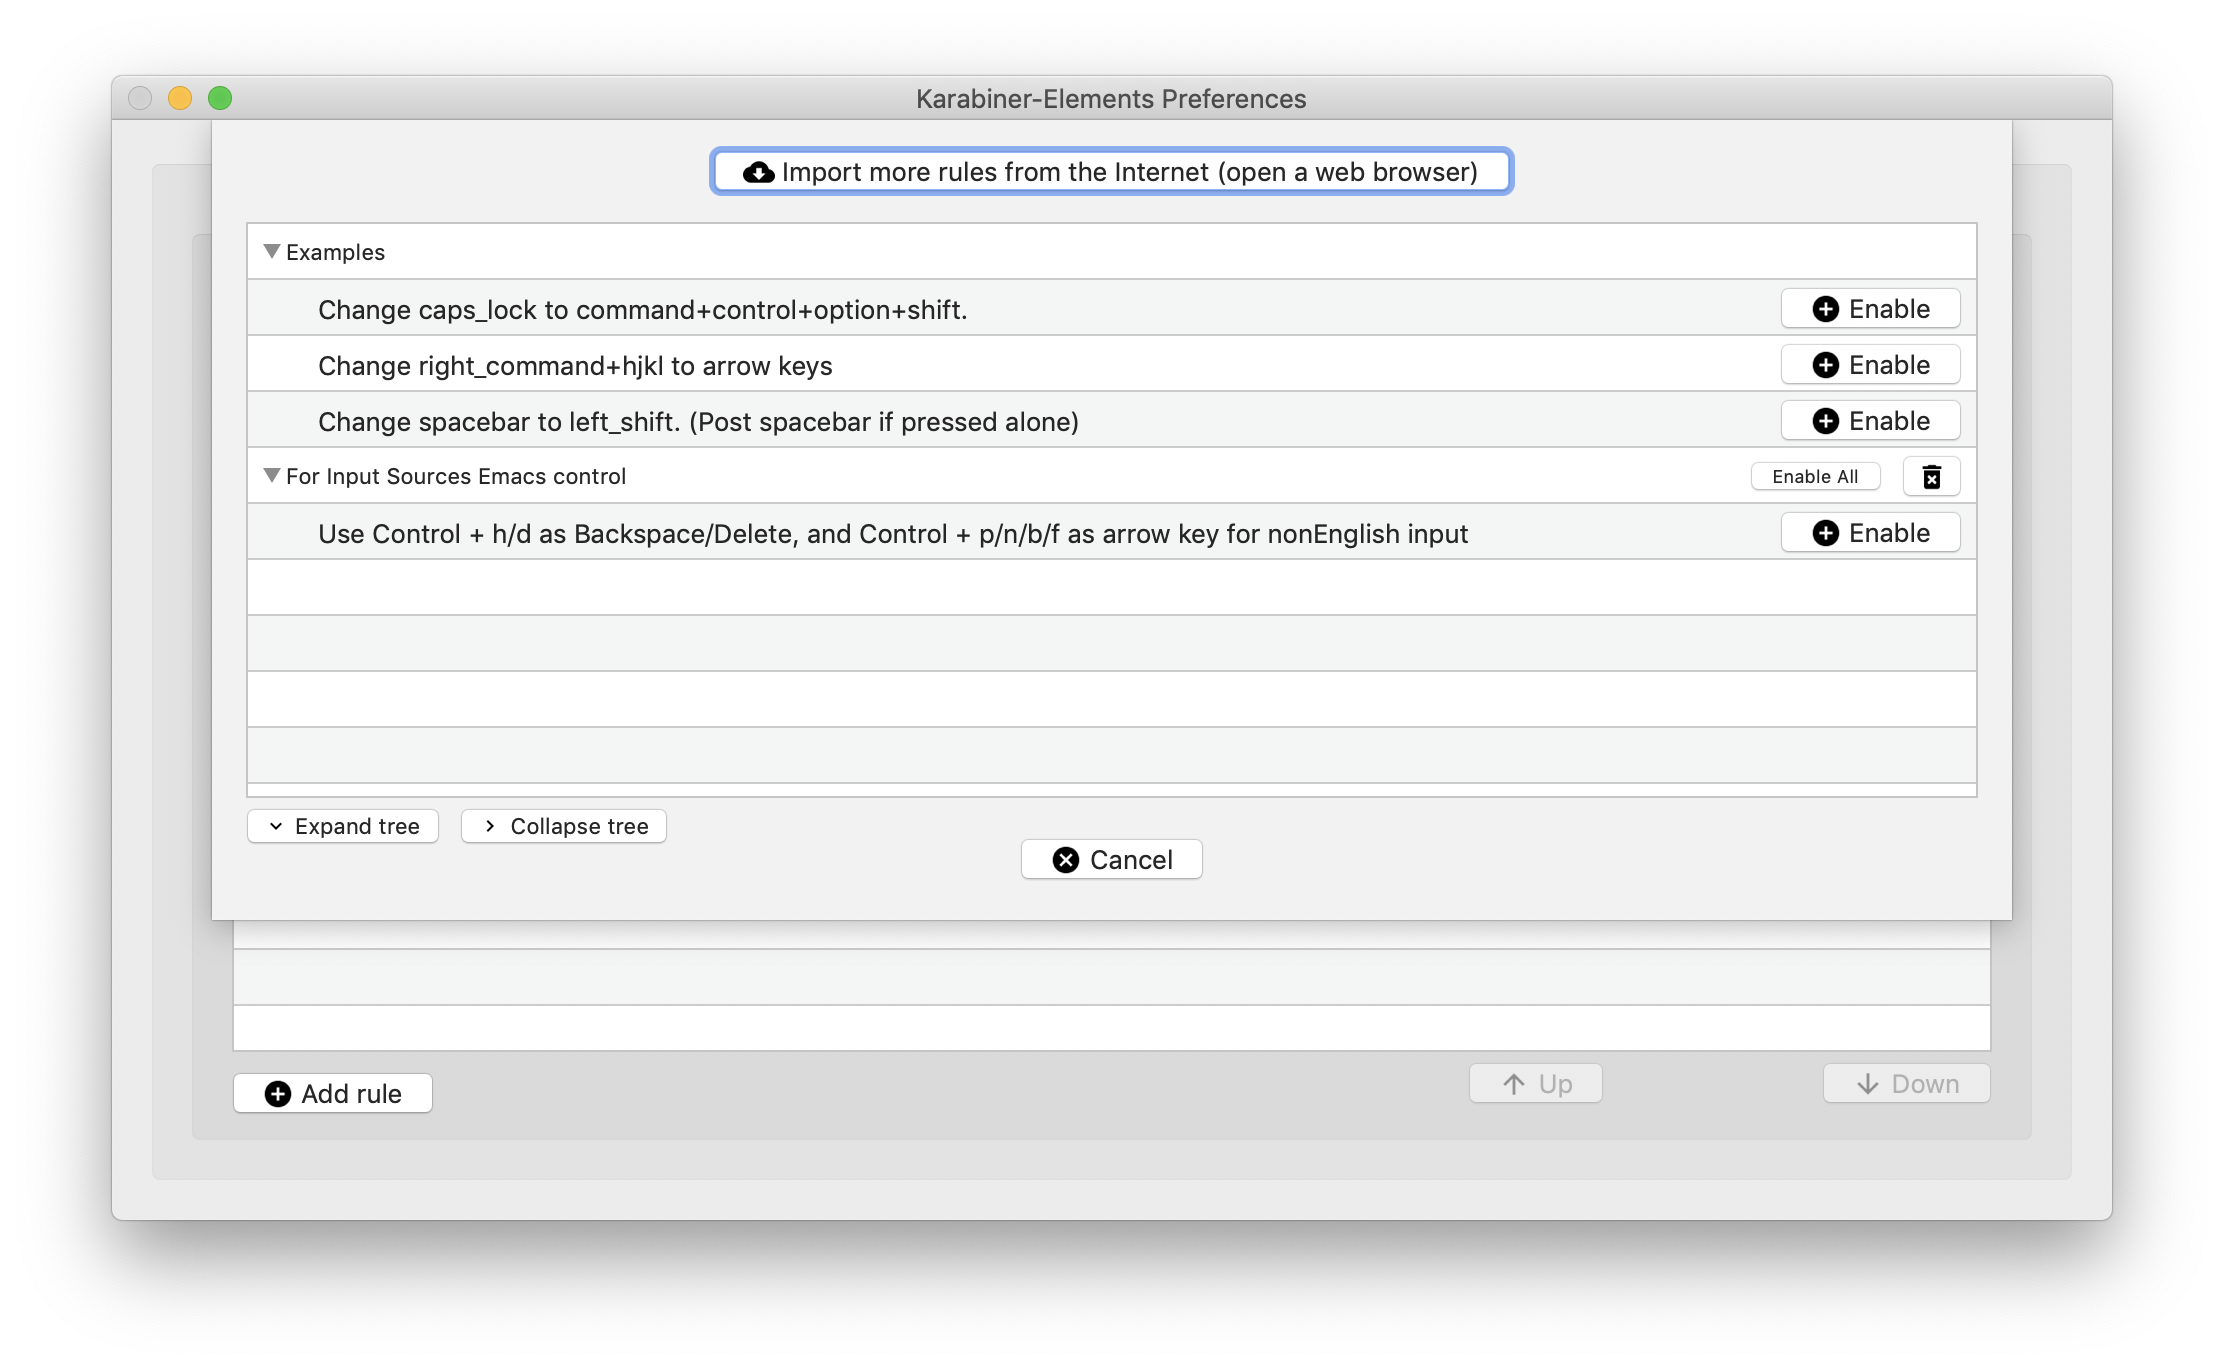 Karabiner-Elements Preferences
Import more rules from the Internet (open a web browser)
Examples
Change caps_lock to command+control+option+shift.
Enable
Change right_command+hjkl to arrow keys
Enable
Change spacebar to left_shift. (Post spacebar if pressed alone)
Enable
For Input Sources Emacs control
Enable All
Use Control + h/d as Backspace/Delete, and Control + p/n/b/f as arrow key for nonEnglish input
Enable
Expand tree
Collapse tree
Cancel
Add rule
Up
Down